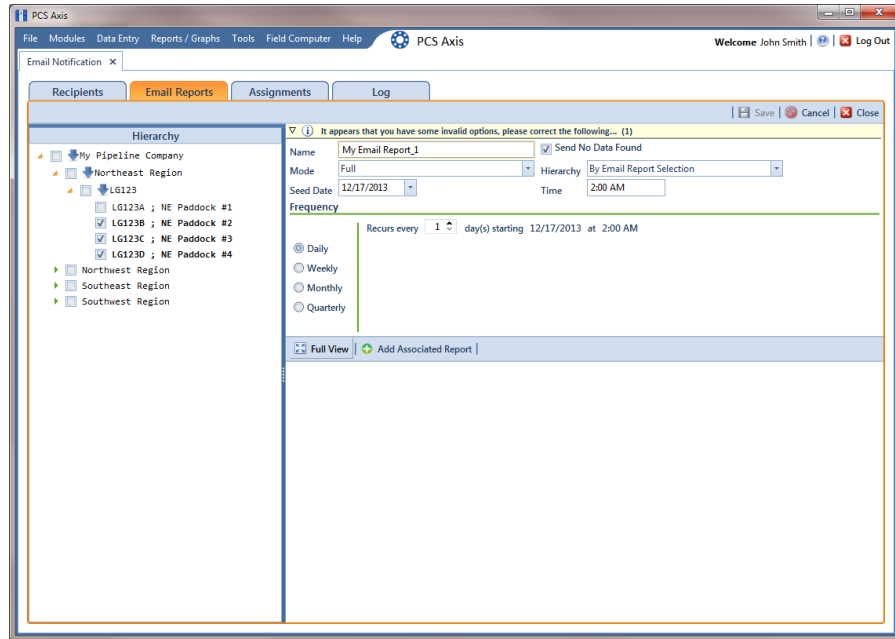 PCS Axis
File Modules Data Entry Reports / Graphs Tools Field Computer Help PCS Axis Welcome John Smith Log Out
Email Notification
Recipients Email Reports Assignments Log
Save Cancel Close
Hierarchy
My Pipeline Company
Northeast Region
LG123
LG123A ; NE Paddock #1
LG123B ; NE Paddock #2
LG123C ; NE Paddock #3
LG123D ; NE Paddock #4
Northwest Region
Southeast Region
Southwest Region
It appears that you have some invalid options, please correct the following... (1)
Name My Email Report_1 Send No Data Found
Mode Full Hierarchy By Email Report Selection
Seed Date 12/17/2013 Time 2:00 AM
Frequency
Recurs every 1 day(s) starting 12/17/2013 at 2:00 AM
Daily
Weekly
Monthly
Quarterly
Full View Add Associated Report